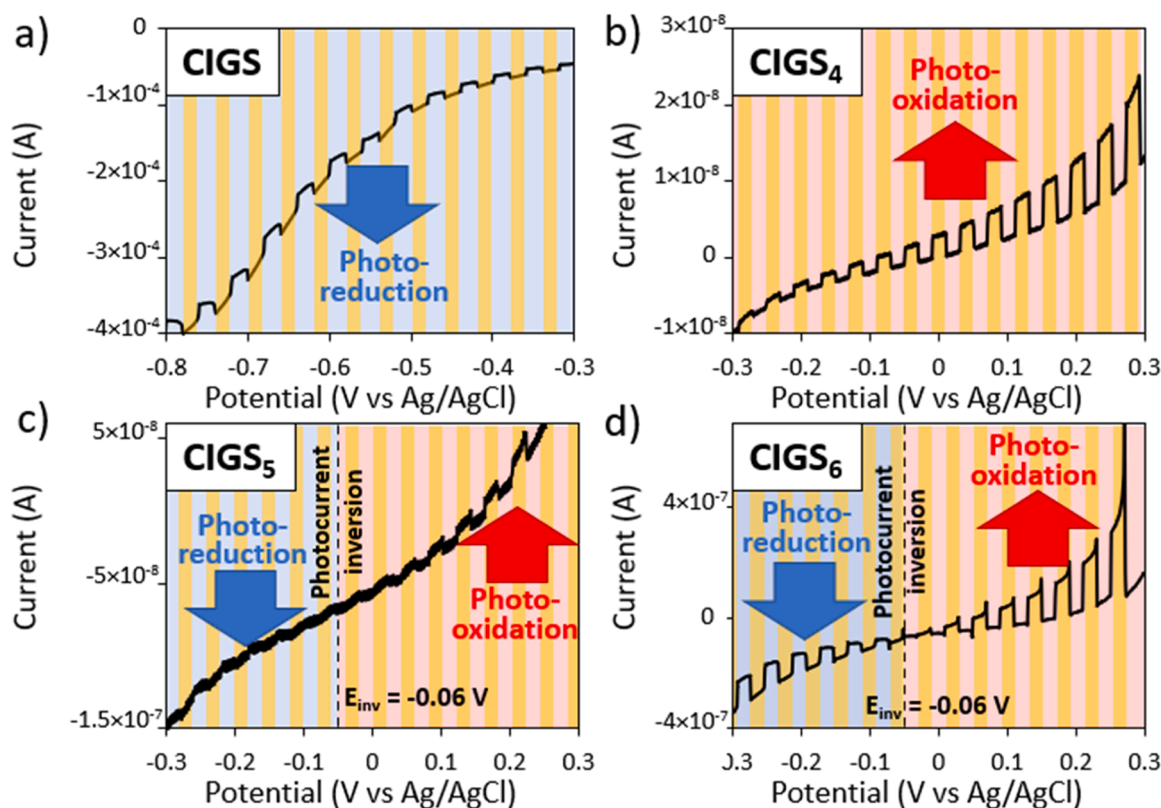 a)
CIGS
0
-1×10⁻⁴
-2×10⁻⁴
-3×10⁻⁴
-4×10⁻⁴
Current (A)
Photo-
reduction
-0.8 -0.7 -0.6 -0.5 -0.4 -0.3
Potential (V vs Ag/AgCl)
b)
CIGS₄
3×10⁻⁸
2×10⁻⁸
1×10⁻⁸
0
-1×10⁻⁸
Current (A)
Photo-
oxidation
-0.3 -0.2 -0.1 0 0.1 0.2 0.3
Potential (V vs Ag/AgCl)
c)
CIGS₅
5×10⁻⁸
-5×10⁻⁸
-1.5×10⁻⁷
Current (A)
Photo-
reduction
Photocurrent
inversion
Photo-
oxidation
E_inv = -0.06 V
-0.3 -0.2 -0.1 0 0.1 0.2 0.3
Potential (V vs Ag/AgCl)
d)
CIGS₆
4×10⁻⁷
0
-4×10⁻⁷
Current (A)
Photo-
reduction
Photocurrent
inversion
Photo-
oxidation
E_inv = -0.06 V
0.3 -0.2 -0.1 0 0.1 0.2 0.3
Potential (V vs Ag/AgCl)